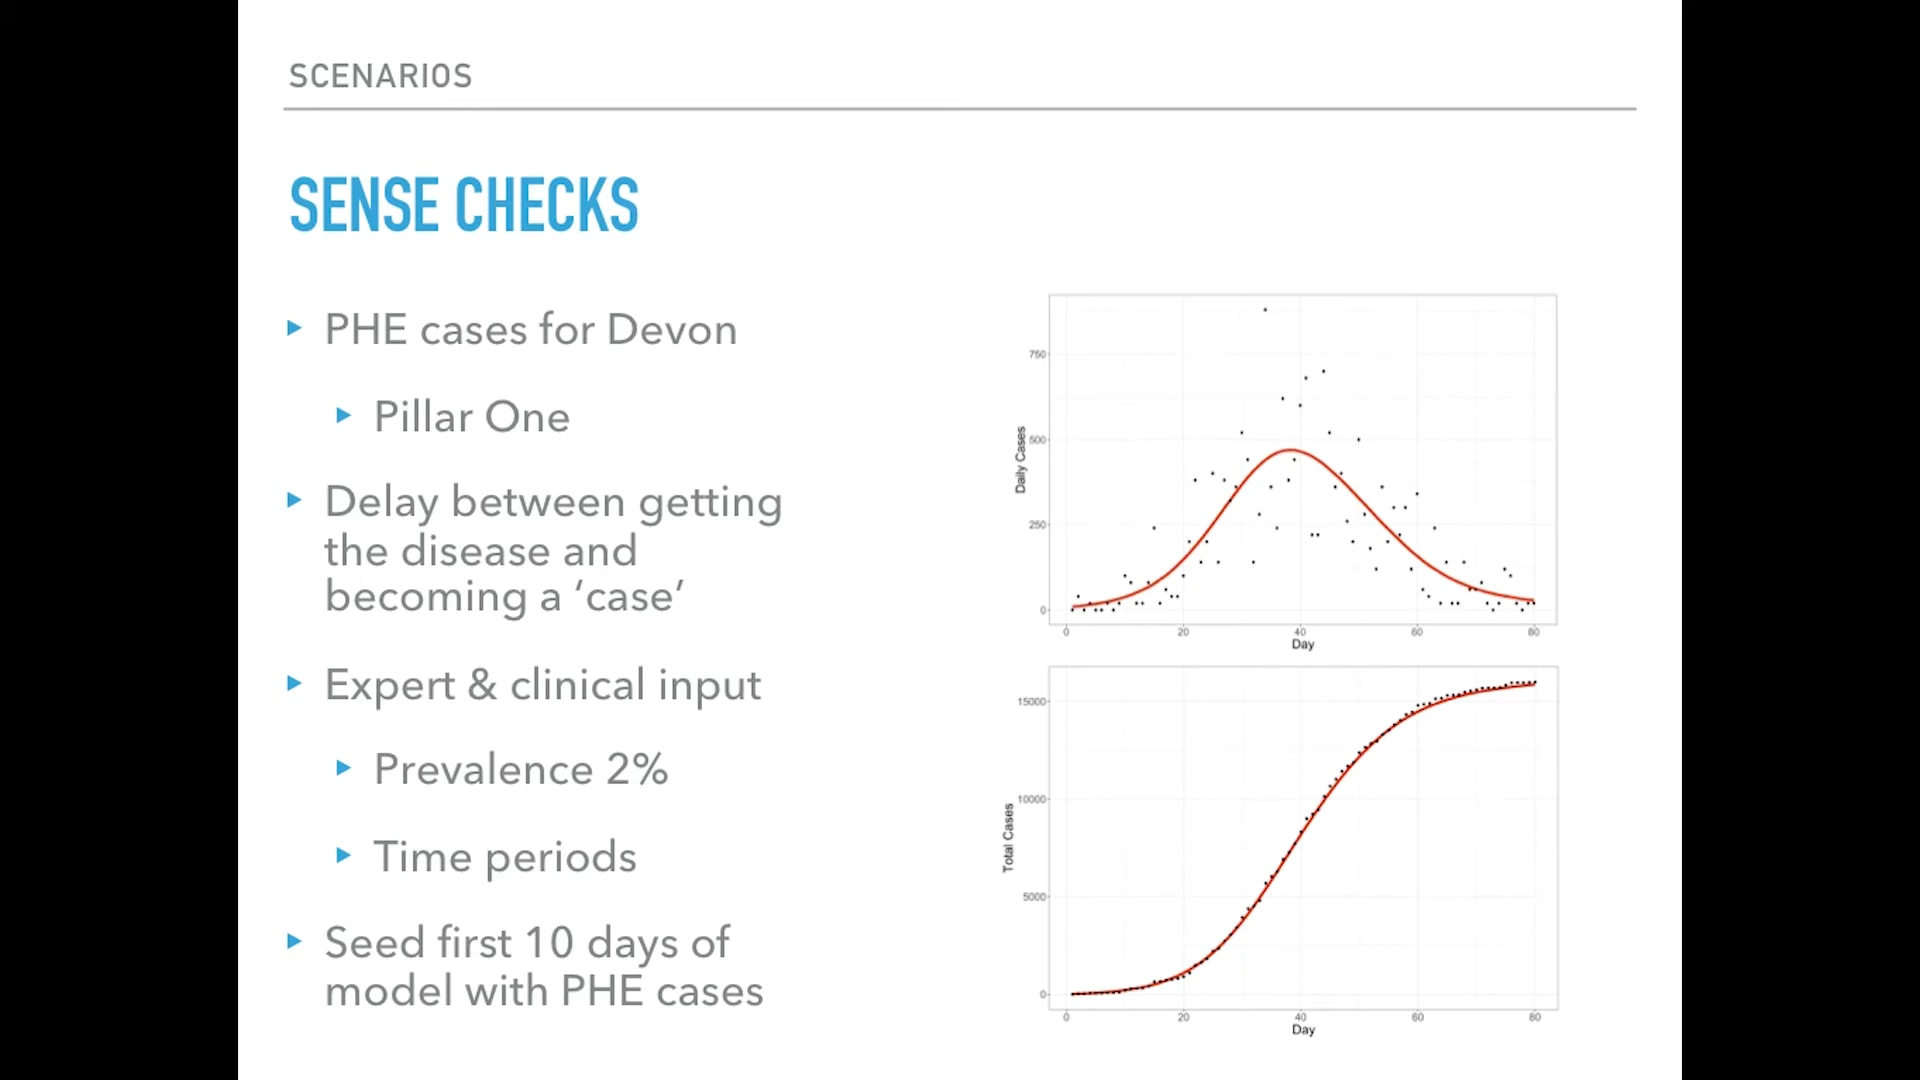 SCENARIOS
SENSE CHECKS
PHE cases for Devon
Pillar One
Delay between getting
the disease and
becoming a ‘case’
Expert & clinical input
Prevalence 2%
Time periods
Seed first 10 days of
model with PHE cases
Daily Cases
750
500
250
0
0 20 40 60 80
Day
Total Cases
15000
10000
5000
0
0 20 40 60 80
Day